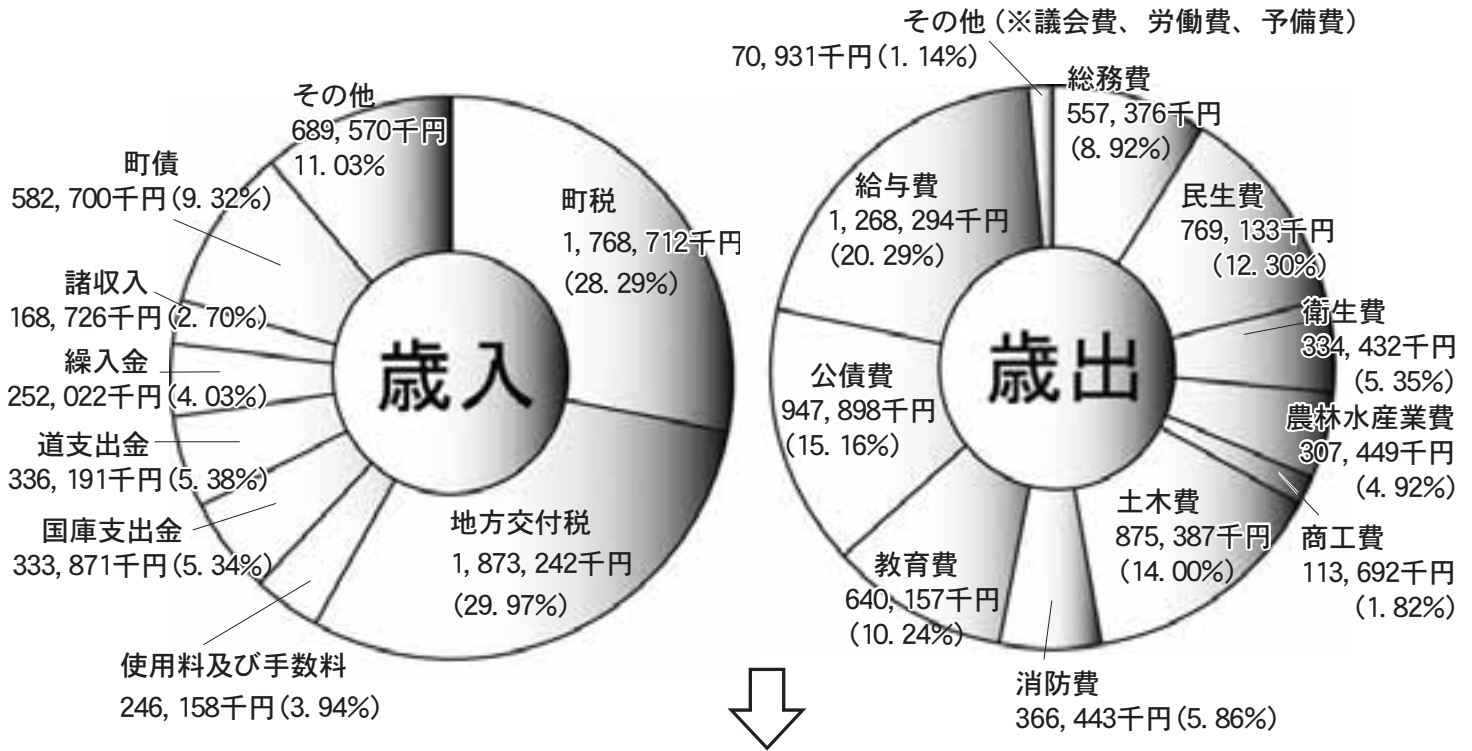 その他
689,570千円
11.03%
町債
582,700千円(9.32%)
諸収入
168,726千円(2.70%)
繰入金
252,022千円(4.03%)
道支出金
336,191千円(5.38%)
国庫支出金
333,871千円(5.34%)
使用料及び手数料
246,158千円(3.94%)
町税
1,768,712千円
(28.29%)
歳入
地方交付税
1,873,242千円
(29.97%)
その他(※議会費、労働費、予備費)
70,931千円(1.14%)
総務費
557,376千円
(8.92%)
民生費
769,133千円
(12.30%)
衛生費
334,432千円
(5.35%)
農林水産業費
307,449千円
(4.92%)
商工費
113,692千円
(1.82%)
土木費
875,387千円
(14.00%)
消防費
366,443千円(5.86%)
教育費
640,157千円
(10.24%)
公債費
947,898千円
(15.16%)
給与費
1,268,294千円
(20.29%)
歳出